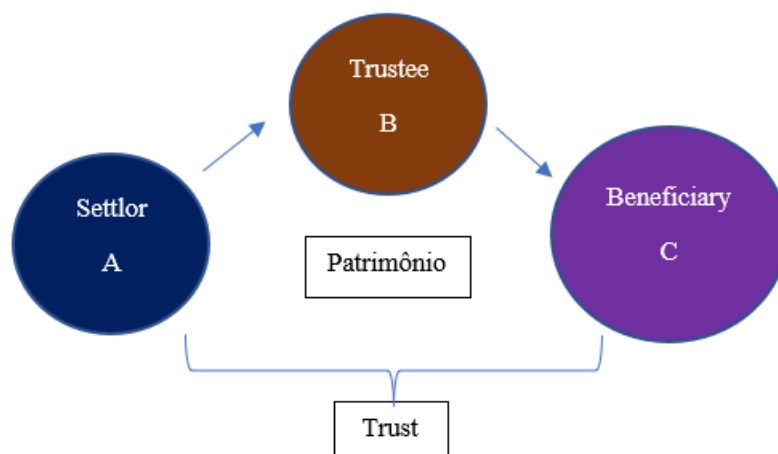 Trustee
B
Settlor
A
Beneficiary
C
Patrimônio
Trust